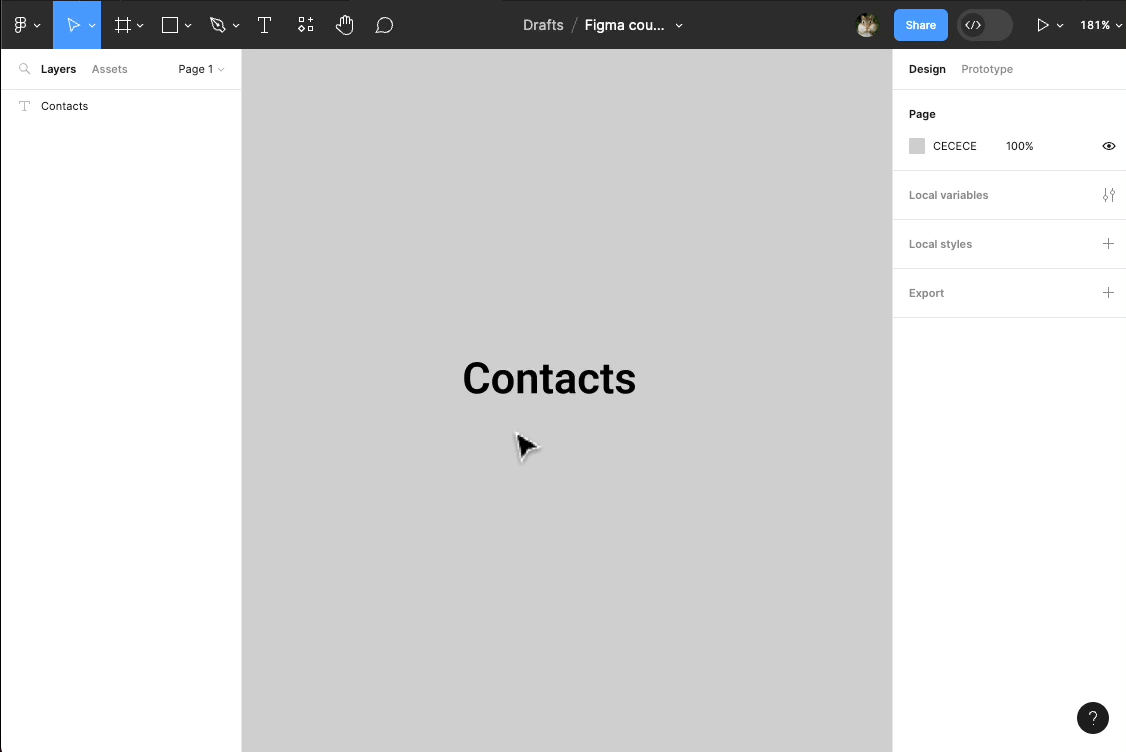 Drafts / Figma cou...
Share
181%
Layers
Assets
Page 1
Contacts
Contacts
Design
Prototype
Page
CECECE
100%
Local variables
Local styles
Export
?